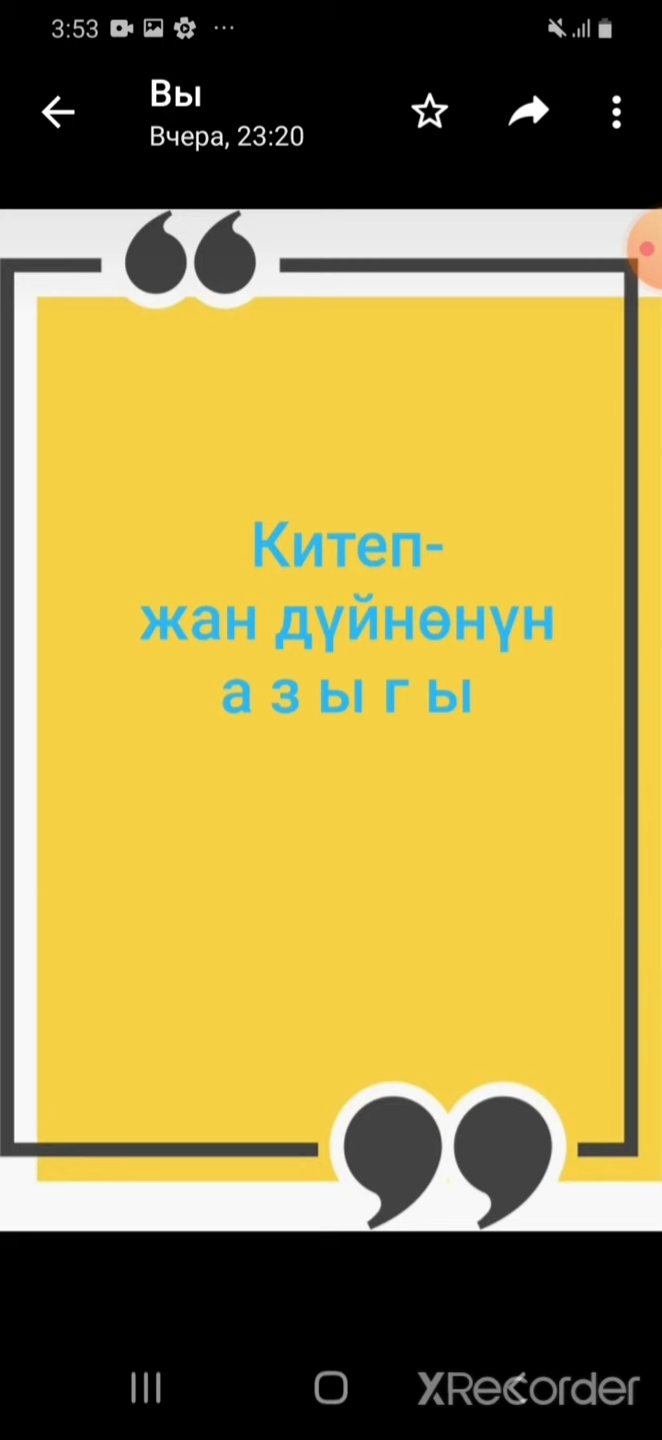 3:53
Вы
Вчера, 23:20
Китеп-
жан дүйнөнүн
а з ы г ы
XRecorder